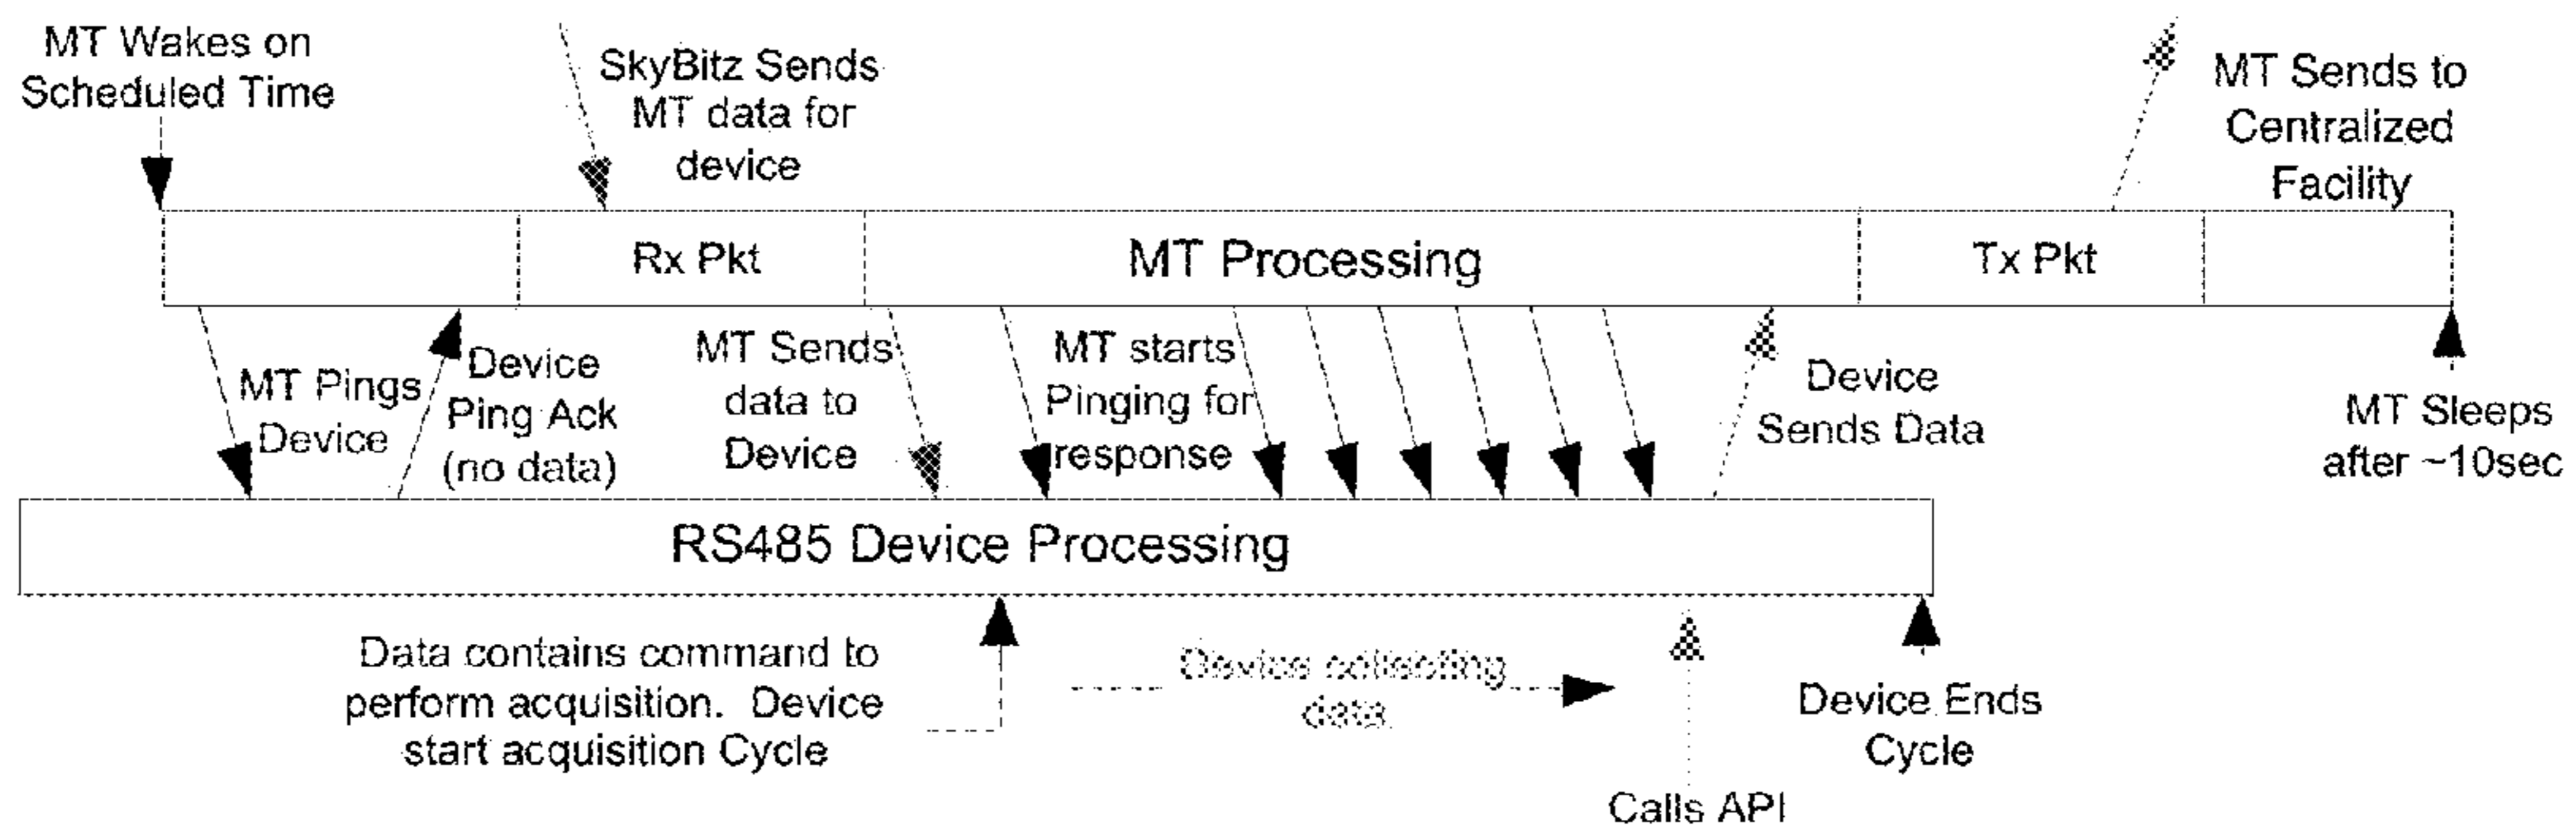 MT Wakes on
Scheduled Time
SkyBitz Sends
MT data for
device
MT Sends to
Centralized
Facility
Rx Pkt
MT Processing
Tx Pkt
MT Pings
Device
Device
Ping Ack
(no data)
MT Sends
data to
Device
MT starts
Pinging for
response
Device
Sends Data
MT Sleeps
after ~10sec
RS485 Device Processing
Data contains command to
perform acquisition. Device
start acquisition Cycle
Device collecting
data
Calls API
Device Ends
Cycle